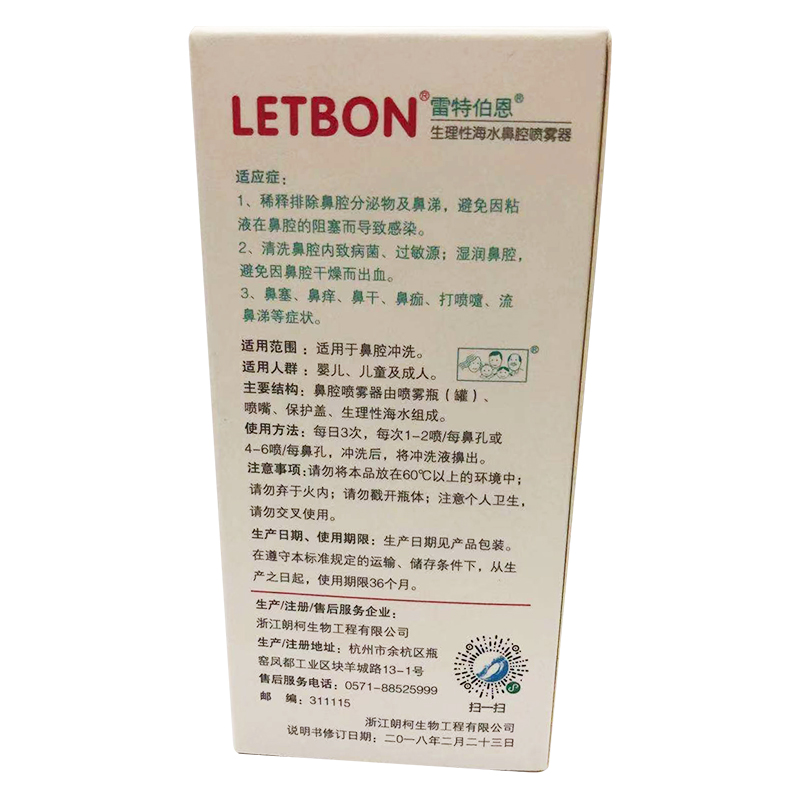 LETBON® 雷特伯恩®
生理性海水鼻腔喷雾器
适应症：
1、稀释排除鼻腔分泌物及鼻涕，避免因粘
液在鼻腔的阻塞而导致感染。
2、清洗鼻腔内致病菌、过敏源；湿润鼻腔，
避免因鼻腔干燥而出血。
3、鼻塞、鼻痒、鼻干、鼻痂、打喷嚏、流
鼻涕等症状。
适用范围：适用于鼻腔冲洗。
®
适用人群：婴儿、儿童及成人。
主要结构：鼻腔喷雾器由喷雾瓶（罐）、
喷嘴、保护盖、生理性海水组成。
使用方法：每日3次，每次1-2喷/每鼻孔或
4-6喷/每鼻孔，冲洗后，将冲洗液擤出。
注意事项:请勿将本品放在60℃以上的环境中；
请勿弃于火内；请勿戳开瓶体；注意个人卫生，
请勿交叉使用。
生产日期、使用期限：生产日期见产品包装。
在遵守本标准规定的运输、储存条件下，从生
产之日起，使用期限36个月。
生产/注册/售后服务企业：
浙江朗柯生物工程有限公司
生产/注册地址：杭州市余杭区瓶
窑凤都工业区块羊城路13-1号
售后服务电话：0571-88525999
邮 编：311115
扫一扫
浙江朗柯生物工程有限公司
说明书修订日期：二0一八年二月二十三日